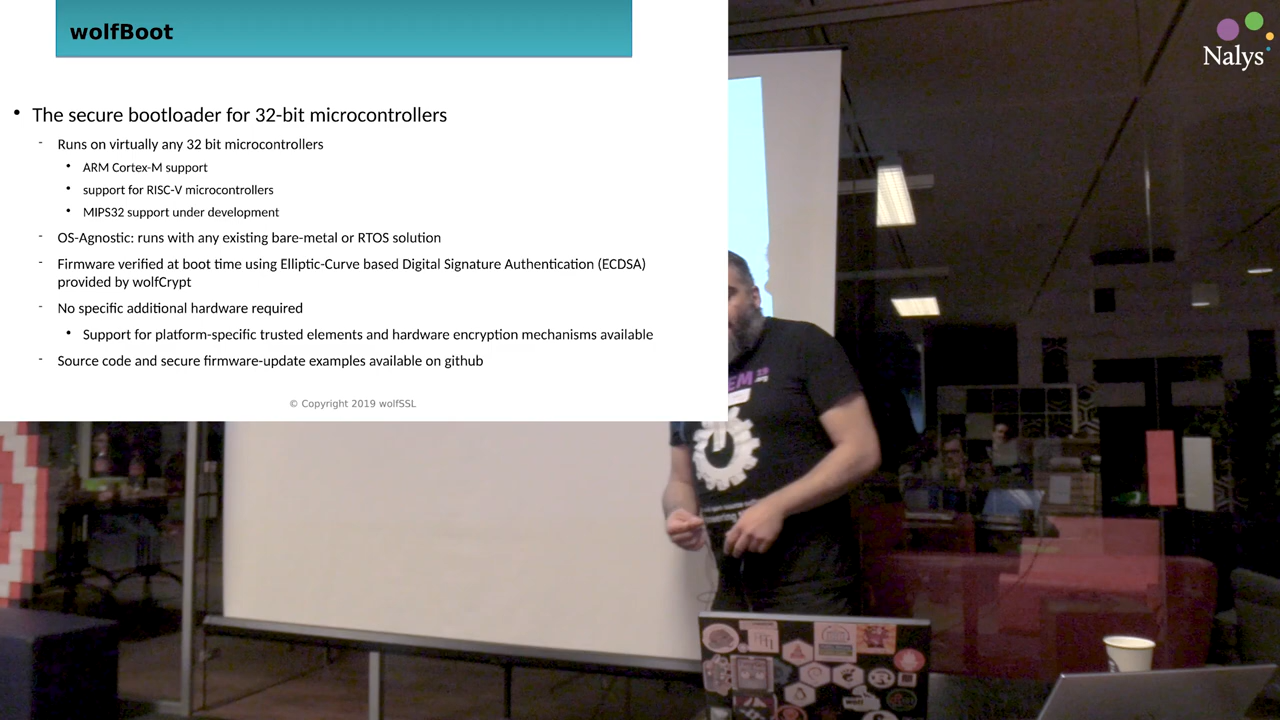 wolfBoot
Nalys
• The secure bootloader for 32-bit microcontrollers
- Runs on virtually any 32 bit microcontrollers
• ARM Cortex-M support
• support for RISC-V microcontrollers
• MIPS32 support under development
- OS-Agnostic: runs with any existing bare-metal or RTOS solution
- Firmware verified at boot time using Elliptic-Curve based Digital Signature Authentication (ECDSA)
provided by wolfCrypt
- No specific additional hardware required
• Support for platform-specific trusted elements and hardware encryption mechanisms available
- Source code and secure firmware-update examples available on github
© Copyright 2019 wolfSSL
EM 19